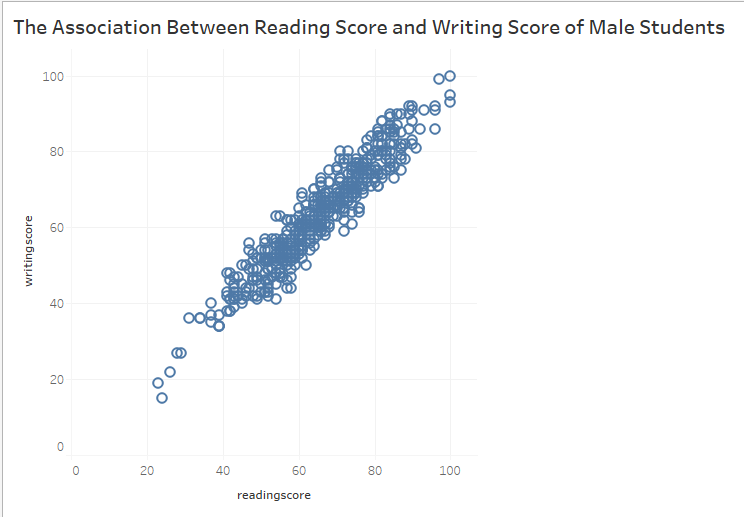 The Association Between Reading Score and Writing Score of Male Students
100
80
60
40
20
0
writingscore
0 20 40 60 80 100
readingscore